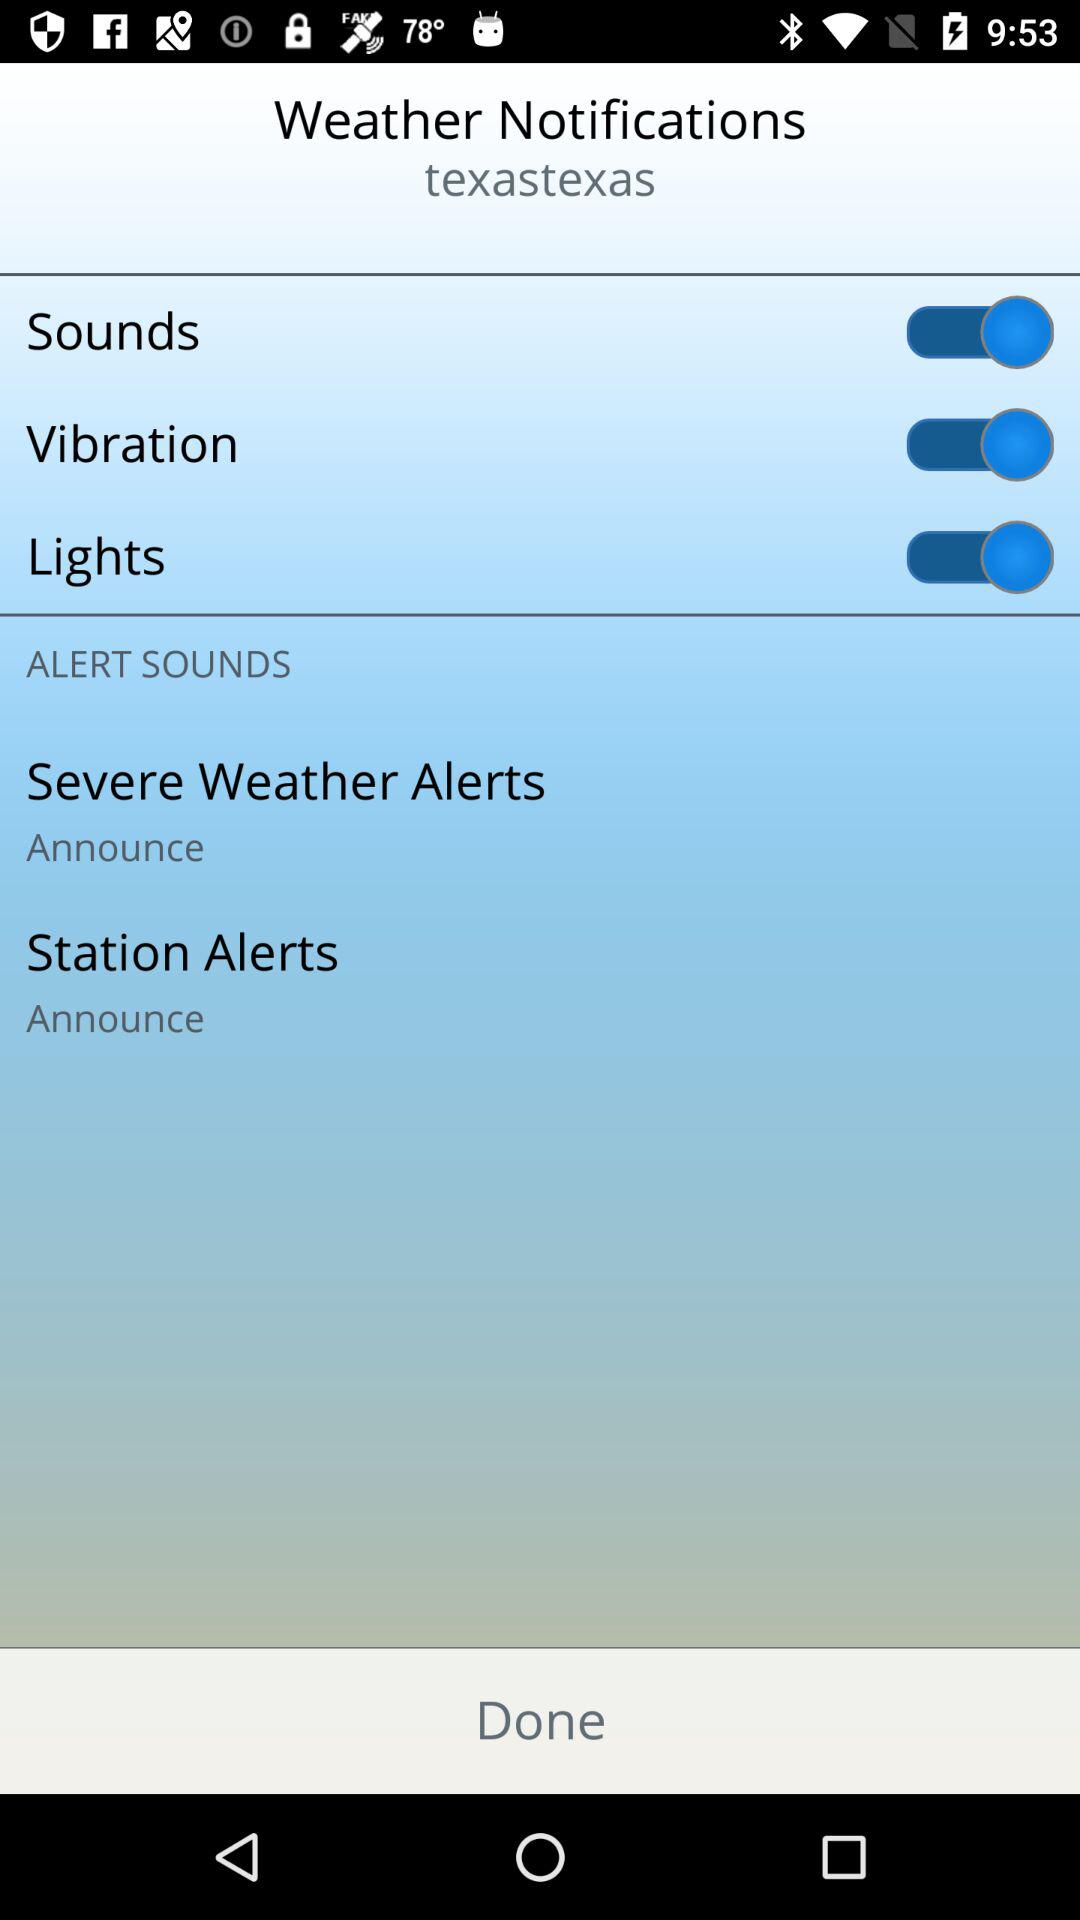 FAKE 78° 9:53
Weather Notifications
texastexas
Sounds
Vibration
Lights
ALERT SOUNDS
Severe Weather Alerts
Announce
Station Alerts
Announce
Done